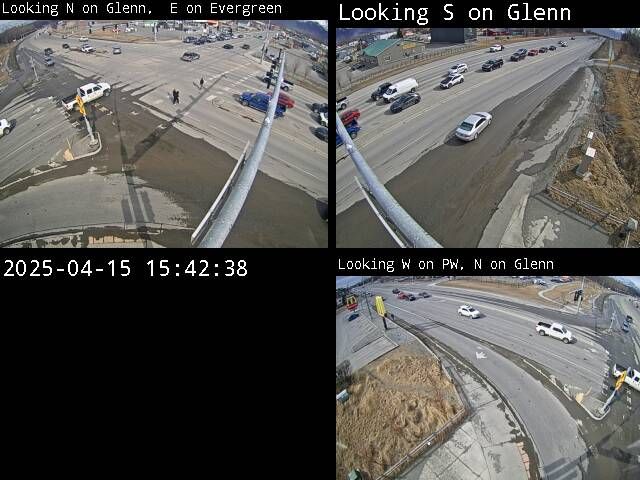 Looking N on Glenn,  E on Evergreen
Looking S on Glenn
2025-04-15 15:42:38
Looking W on PW, N on Glenn